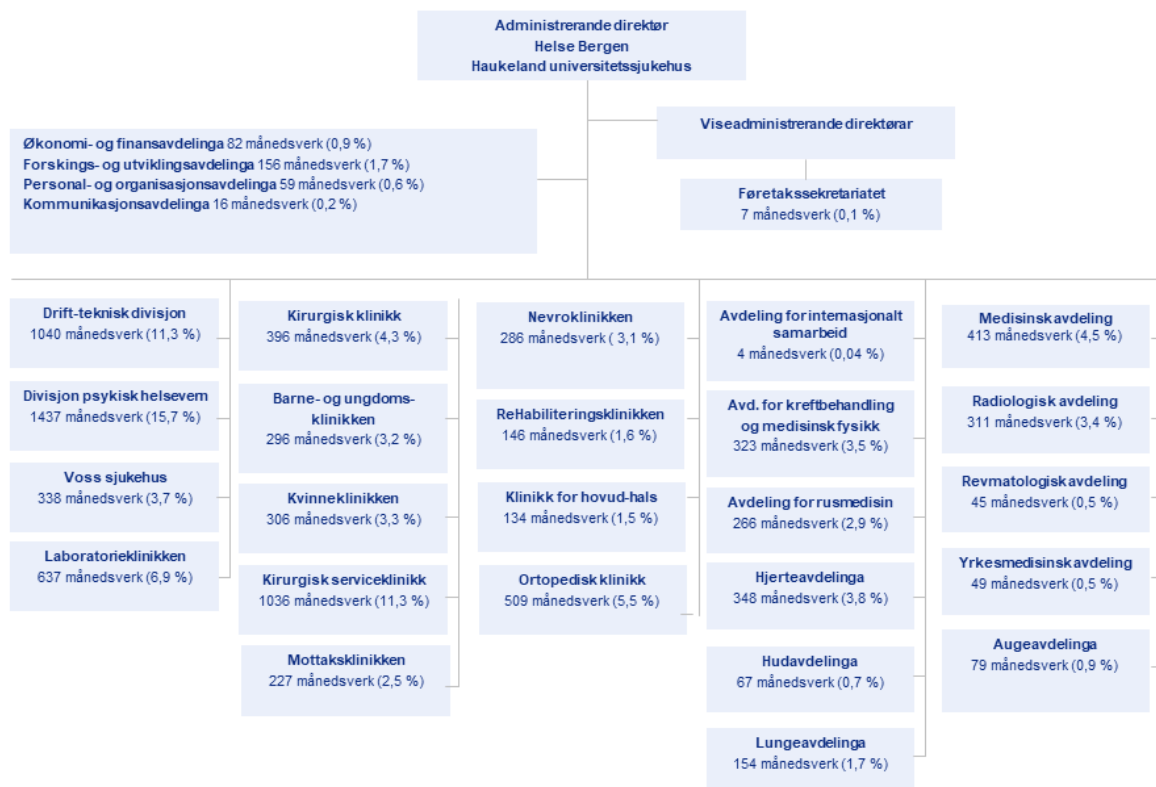 Administrerande direktør
Helse Bergen
Haukeland universitetssjukehus
Viseadministrerande direktørar
Økonomi- og finansavdelinga 82 månedsverk (0,9 %)
Forskings- og utviklingsavdelinga 156 månedsverk (1,7 %)
Personal- og organisasjonsavdelinga 59 månedsverk (0,6 %)
Kommunikasjonsavdelinga 16 månedsverk (0,2 %)
Føretakssekretariatet
7 månedsverk (0,1 %)
Drift-teknisk divisjon
1040 månedsverk (11,3 %)
Divisjon psykisk helsevern
1437 månedsverk (15,7 %)
Voss sjukehus
338 månedsverk (3,7 %)
Laboratorieklinikken
637 månedsverk (6,9 %)
Kirurgisk klinikk
396 månedsverk (4,3 %)
Barne- og ungdoms-
klinikken
296 månedsverk (3,2 %)
Kvinneklinikken
306 månedsverk (3,3 %)
Kirurgisk serviceklinikk
1036 månedsverk (11,3 %)
Mottaksklinikken
227 månedsverk (2,5 %)
Nevroklinikken
286 månedsverk ( 3,1 %)
ReHabiliteringsklinikken
146 månedsverk (1,6 %)
Klinikk for hovud-hals
134 månedsverk (1,5 %)
Ortopedisk klinikk
509 månedsverk (5,5 %)
Avdeling for internasjonalt
samarbeid
4 månedsverk (0,04 %)
Avd. for kreftbehandling
og medisinsk fysikk
323 månedsverk (3,5 %)
Avdeling for rusmedisin
266 månedsverk (2,9 %)
Hjerteavdelinga
348 månedsverk (3,8 %)
Hudavdelinga
67 månedsverk (0,7 %)
Lungeavdelinga
154 månedsverk (1,7 %)
Medisinsk avdeling
413 månedsverk (4,5 %)
Radiologisk avdeling
311 månedsverk (3,4 %)
Revmatologisk avdeling
45 månedsverk (0,5 %)
Yrkesmedisinsk avdeling
49 månedsverk (0,5 %)
Augeavdelinga
79 månedsverk (0,9 %)